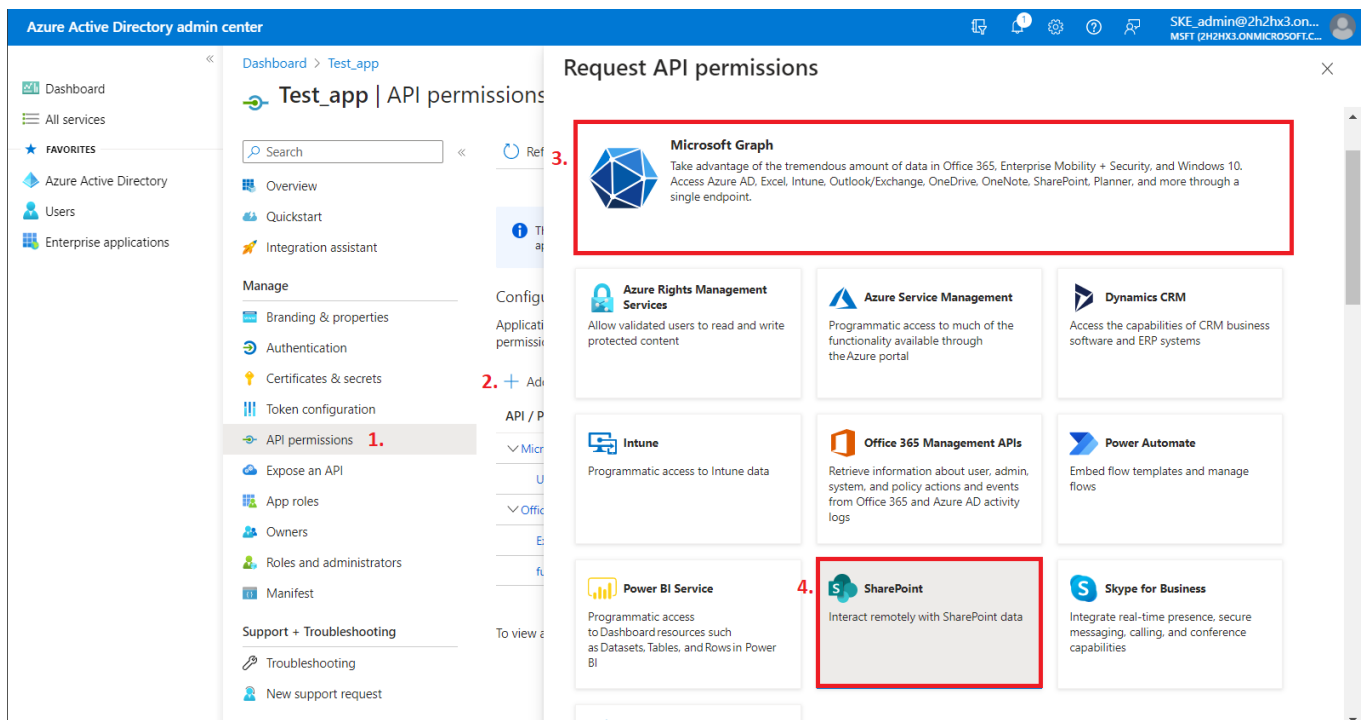 Azure Active Directory admin center
1
SKE_admin@2h2hx3.on...
MSFT (2H2HX3.ONMICROSOFT.C...
«
Dashboard
All services
FAVORITES
Azure Active Directory
Users
Enterprise applications
Dashboard > Test_app
Test_app | API permissions
Search
«
Overview
Quickstart
Integration assistant
Manage
Branding & properties
Authentication
Certificates & secrets
Token configuration
API permissions 1.
Expose an API
App roles
Owners
Roles and administrators
Manifest
Support + Troubleshooting
Troubleshooting
New support request
Ref
Th
ap
Configu
Applicati
permissio
2. + Add
API / P
Micr
U
Offic
Ex
fu
To view a
Request API permissions
3.
Microsoft Graph
Take advantage of the tremendous amount of data in Office 365, Enterprise Mobility + Security, and Windows 10.
Access Azure AD, Excel, Intune, Outlook/Exchange, OneDrive, OneNote, SharePoint, Planner, and more through a
single endpoint.
Azure Rights Management
Services
Allow validated users to read and write
protected content
Azure Service Management
Programmatic access to much of the
functionality available through
the Azure portal
Dynamics CRM
Access the capabilities of CRM business
software and ERP systems
Intune
Programmatic access to Intune data
Office 365 Management APIs
Retrieve information about user, admin,
system, and policy actions and events
from Office 365 and Azure AD activity
logs
Power Automate
Embed flow templates and manage
flows
Power BI Service
Programmatic access
to Dashboard resources such
as Datasets, Tables, and Rows in Power
BI
4.
SharePoint
Interact remotely with SharePoint data
Skype for Business
Integrate real-time presence, secure
messaging, calling, and conference
capabilities